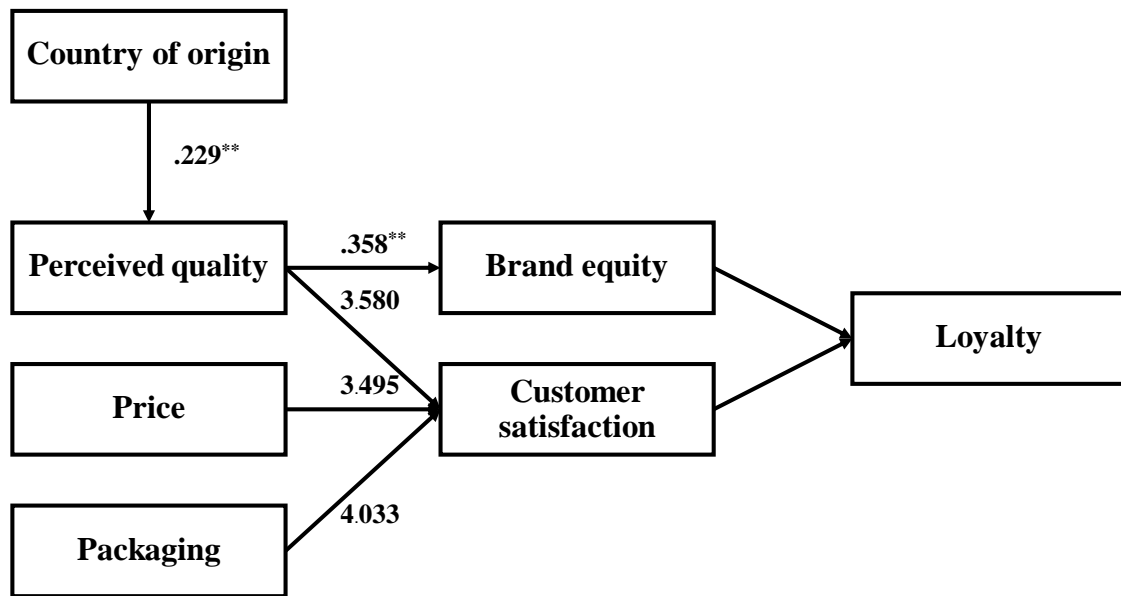 Country of origin
.229**
Perceived quality
.358**
Brand equity
3.580
Loyalty
Price
3.495
Customer
satisfaction
4.033
Packaging